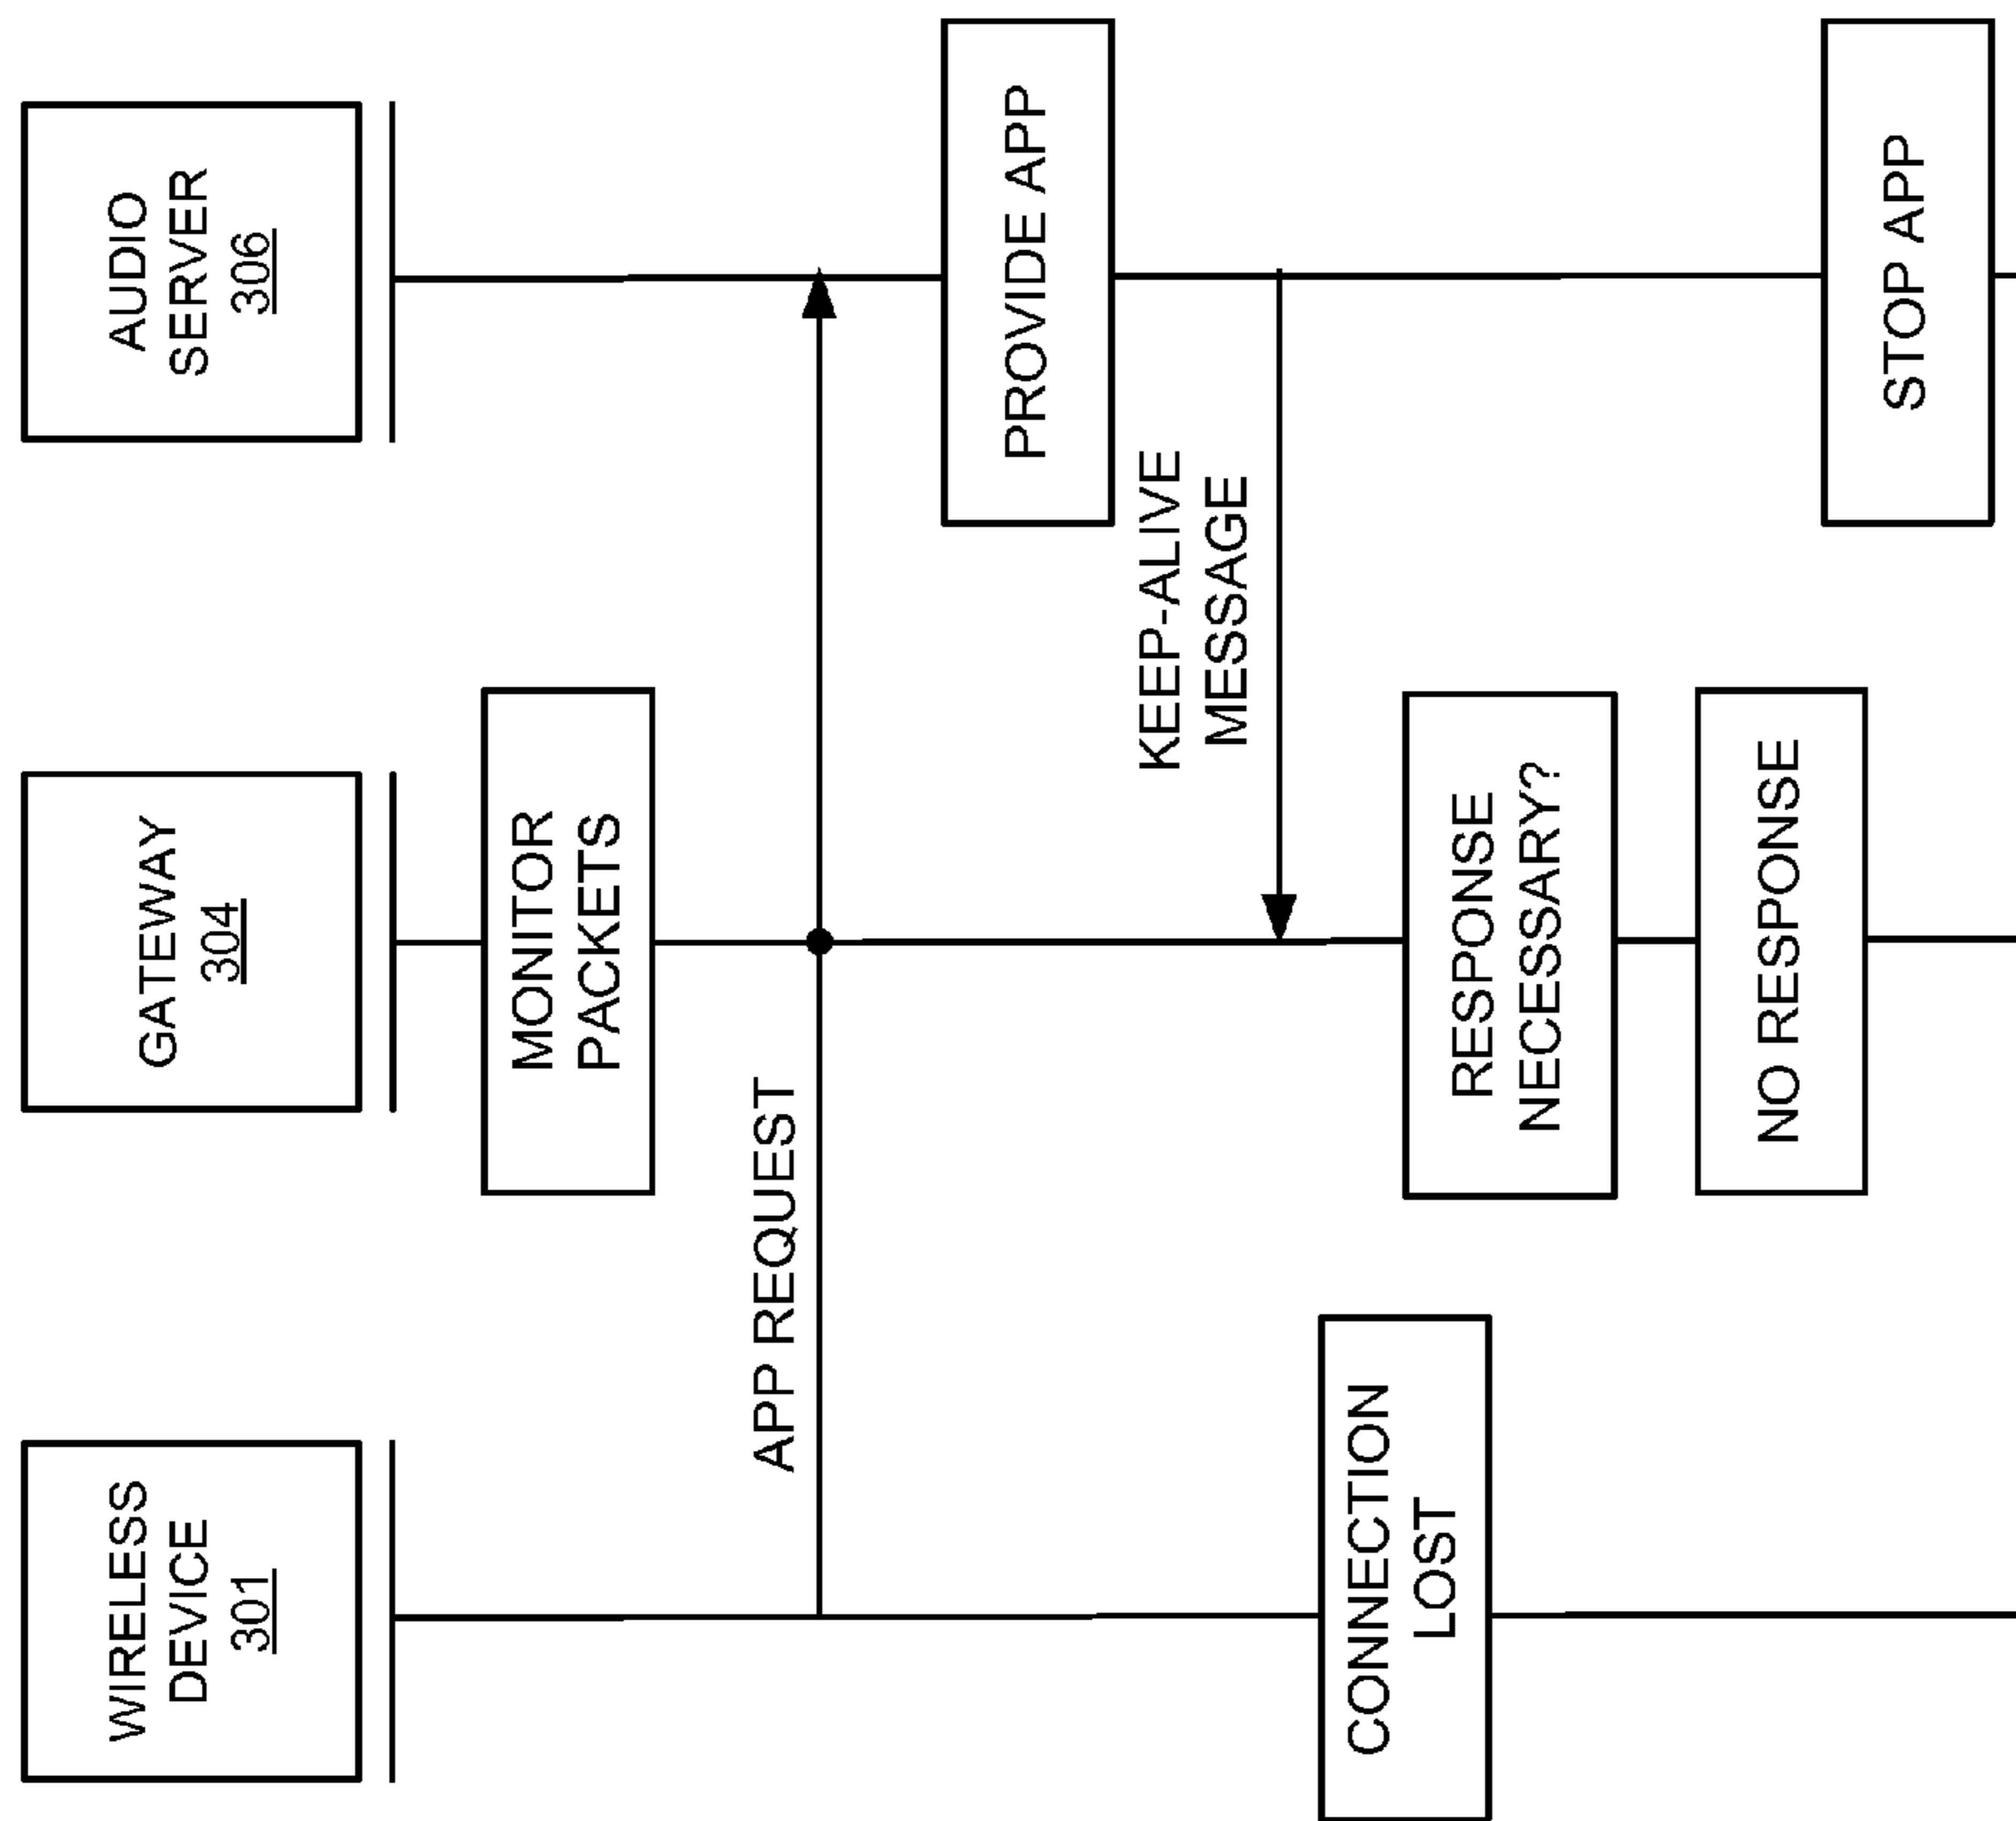 WIRELESS
DEVICE
301
GATEWAY
304
AUDIO
SERVER
306
MONITOR
PACKETS
APP REQUEST
PROVIDE APP
KEEP-ALIVE
MESSAGE
CONNECTION
LOST
RESPONSE
NECESSARY?
NO RESPONSE
STOP APP